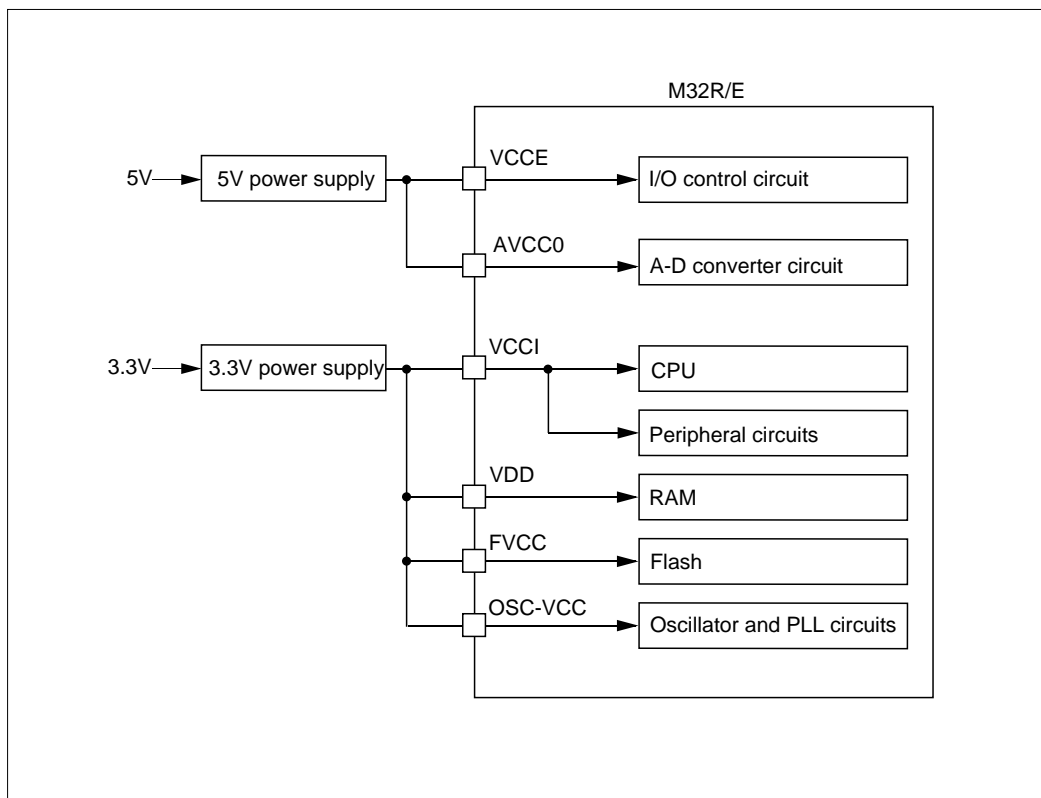 M32R/E
VCCE
5V
5V power supply
I/O control circuit
AVCC0
A-D converter circuit
VCCI
3.3V
3.3V power supply
CPU
Peripheral circuits
VDD
RAM
FVCC
Flash
OSC-VCC
Oscillator and PLL circuits